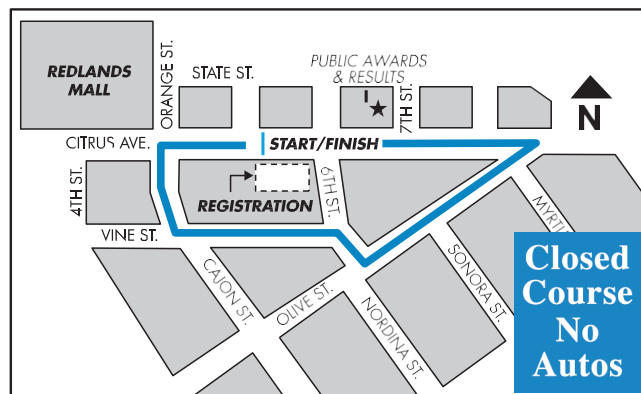 REDLANDS
MALL
ORANGE ST.
STATE ST.
PUBLIC AWARDS
& RESULTS
7TH ST.
N
CITRUS AVE.
START/FINISH
4TH ST.
REGISTRATION
6TH ST.
VINE ST.
CAJON ST.
OLIVE ST.
NORDINA ST.
SONORA ST.
Closed
Course
No
Autos